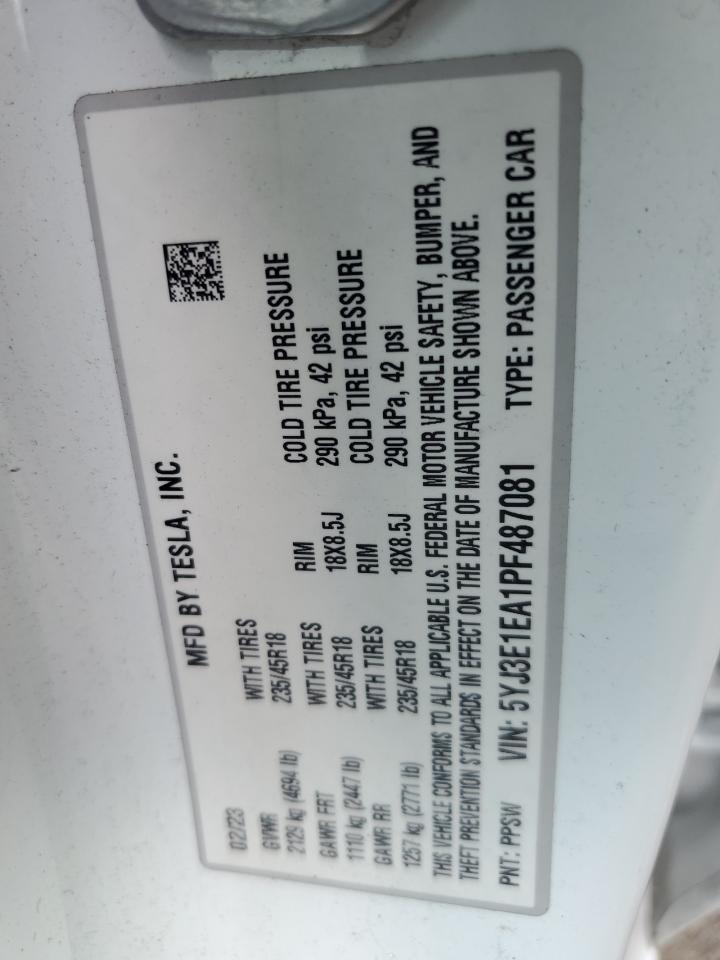 MFD BY TESLA, INC.
02/23
GVWR WITH TIRES RIM COLD TIRE PRESSURE
2129 kg (4694 lb) 235/45R18 18X8.5J 290 kPa, 42 psi
GAWR FRT WITH TIRES RIM COLD TIRE PRESSURE
1110 kg (2447 lb) 235/45R18 18X8.5J 290 kPa, 42 psi
GAWR RR WITH TIRES
1257 kg (2771 lb) 235/45R18
THIS VEHICLE CONFORMS TO ALL APPLICABLE U.S. FEDERAL MOTOR VEHICLE SAFETY, BUMPER, AND
THEFT PREVENTION STANDARDS IN EFFECT ON THE DATE OF MANUFACTURE SHOWN ABOVE.
PNT: PPSW VIN: 5YJ3E1EA1PF487081 TYPE: PASSENGER CAR